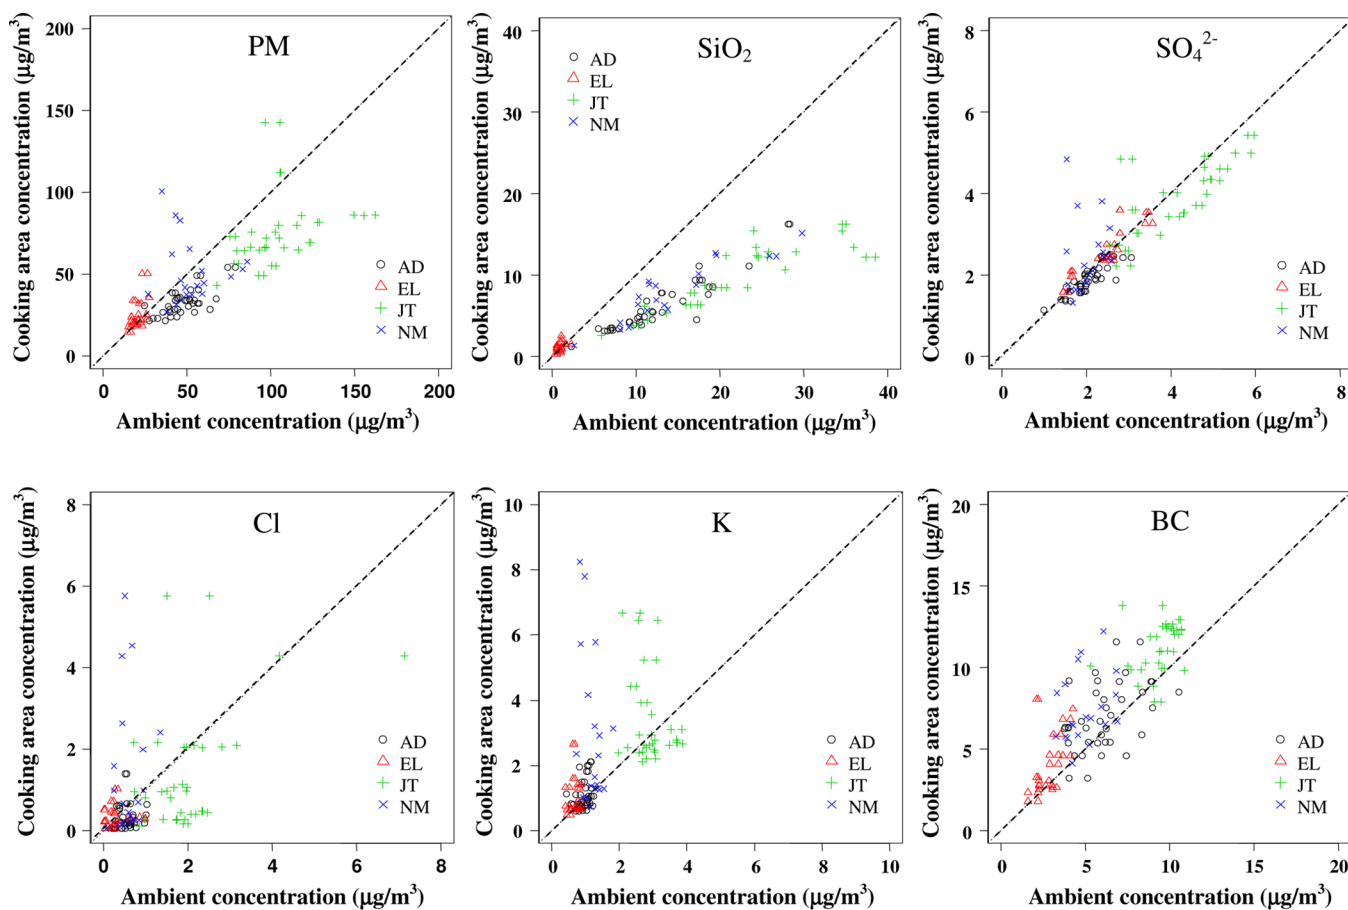 PM
Cooking area concentration (μg/m³)
200
150
100
50
0
AD
EL
JT
NM
0 50 100 150 200
Ambient concentration (μg/m³)
SiO₂
Cooking area concentration (μg/m³)
40
30
20
10
0
AD
EL
JT
NM
0 10 20 30 40
Ambient concentration (μg/m³)
SO₄²⁻
Cooking area concentration (μg/m³)
8
6
4
2
0
AD
EL
JT
NM
0 2 4 6 8
Ambient concentration (μg/m³)
Cl
Cooking area concentration (μg/m³)
8
6
4
2
0
AD
EL
JT
NM
0 2 4 6 8
Ambient concentration (μg/m³)
K
Cooking area concentration (μg/m³)
10
8
6
4
2
0
AD
EL
JT
NM
0 2 4 6 8 10
Ambient concentration (μg/m³)
BC
Cooking area concentration (μg/m³)
20
15
10
5
0
AD
EL
JT
NM
0 5 10 15 20
Ambient concentration (μg/m³)